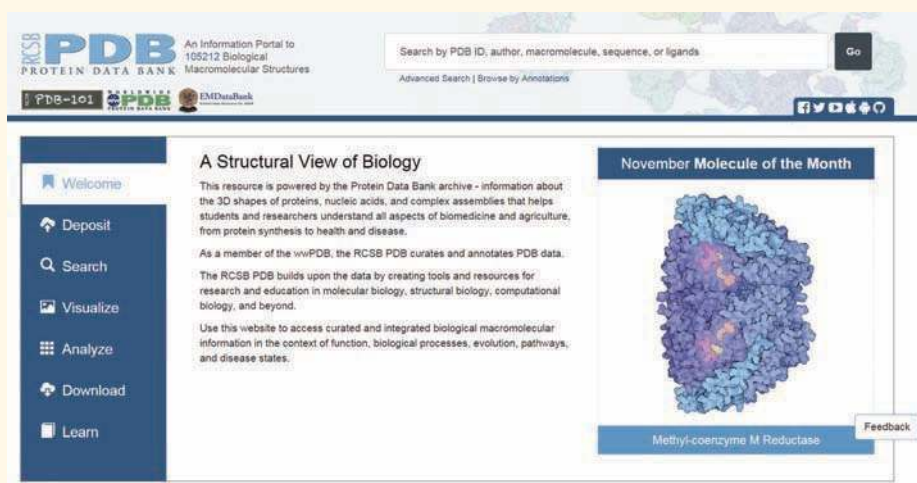 RCSB
PDB
PROTEIN DATA BANK
An Information Portal to
105212 Biological
Macromolecular Structures
Search by PDB ID, author, macromolecule, sequence, or ligands
Go
Advanced Search | Browse by Annotations
PDB-101
WORLDWIDE
PDB
PROTEIN DATA BANK
EMDataBank
Welcome
Deposit
Search
Visualize
Analyze
Download
Learn
A Structural View of Biology
This resource is powered by the Protein Data Bank archive - information about
the 3D shapes of proteins, nucleic acids, and complex assemblies that helps
students and researchers understand all aspects of biomedicine and agriculture,
from protein synthesis to health and disease.
As a member of the wwPDB, the RCSB PDB curates and annotates PDB data.
The RCSB PDB builds upon the data by creating tools and resources for
research and education in molecular biology, structural biology, computational
biology, and beyond.
Use this website to access curated and integrated biological macromolecular
information in the context of function, biological processes, evolution, pathways,
and disease states.
November Molecule of the Month
Methyl-coenzyme M Reductase
Feedback